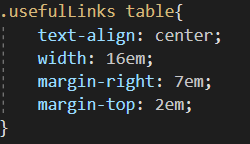 .usefulLinks table{
    text-align: center;
    width: 16em;
    margin-right: 7em;
    margin-top: 2em;
}